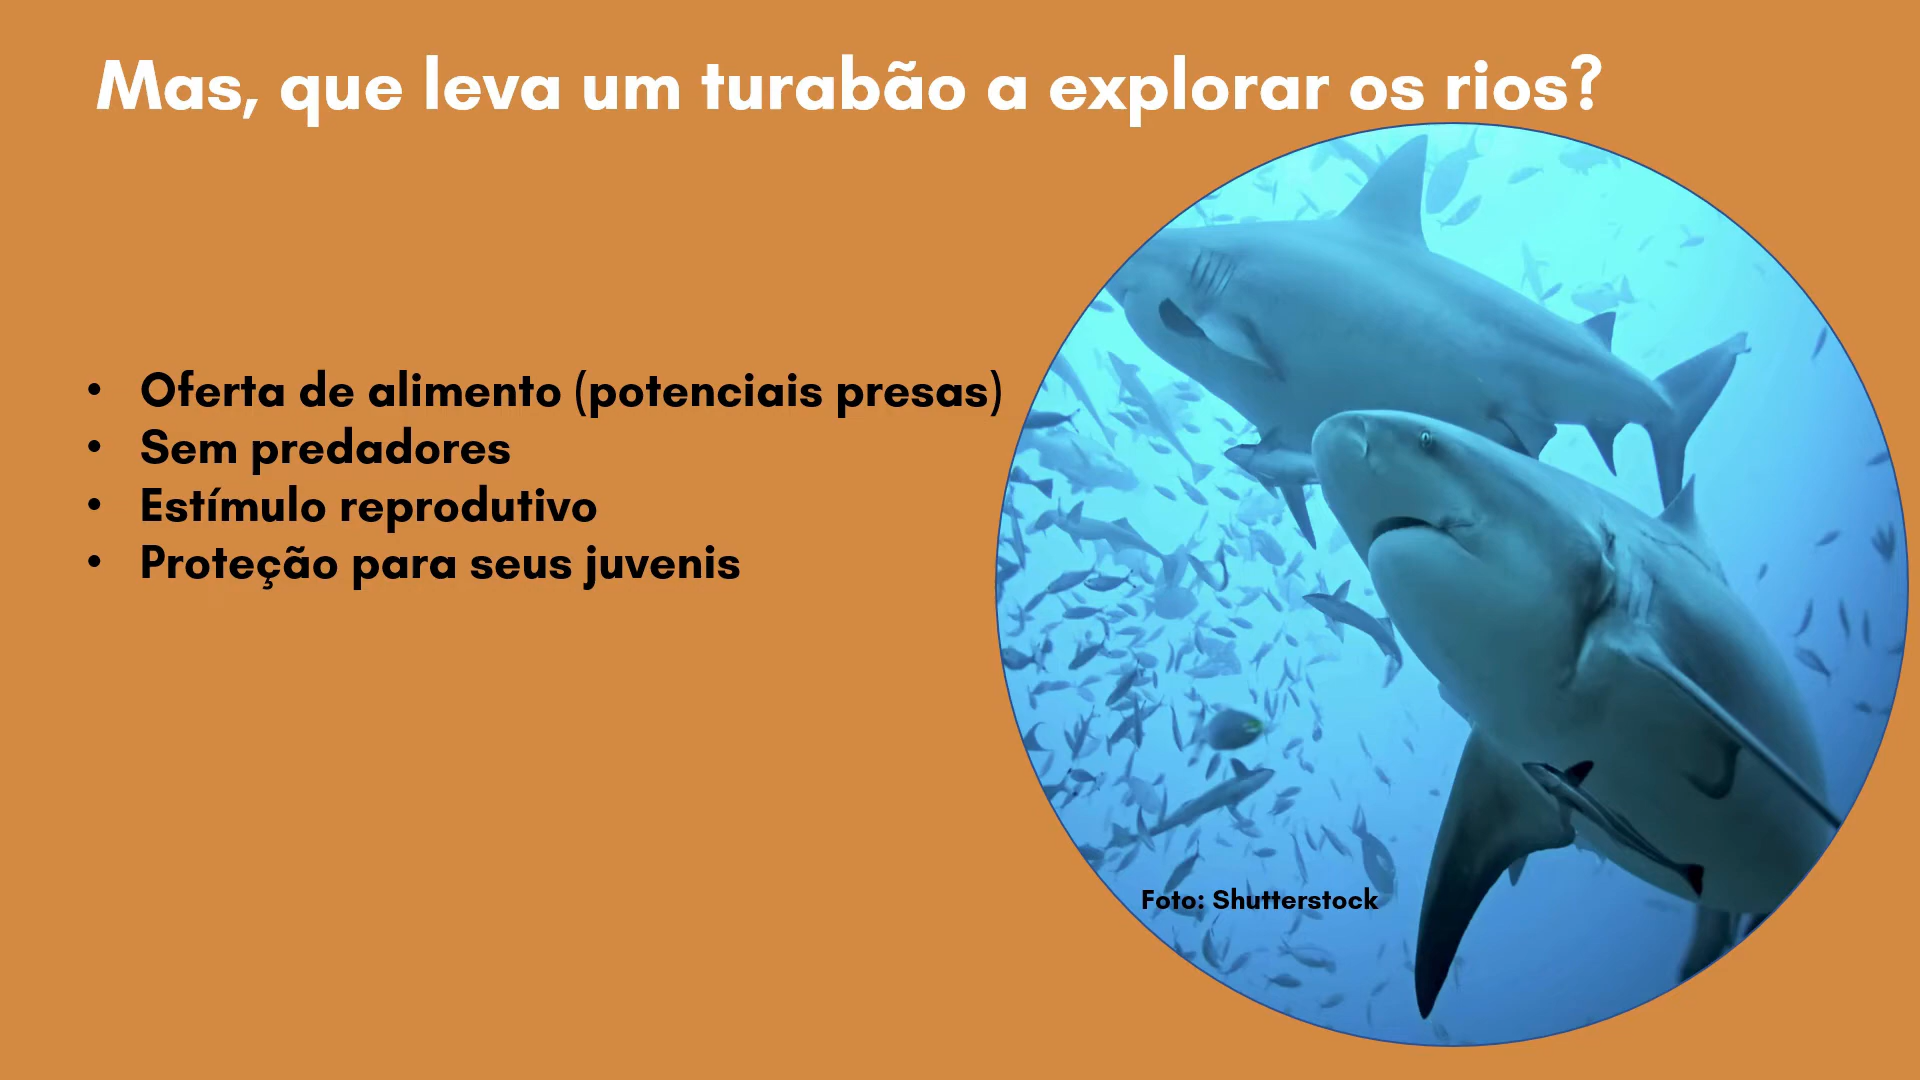 Mas, que leva um turabão a explorar os rios?
• Oferta de alimento (potenciais presas)
• Sem predadores
• Estímulo reprodutivo
• Proteção para seus juvenis
Foto: Shutterstock